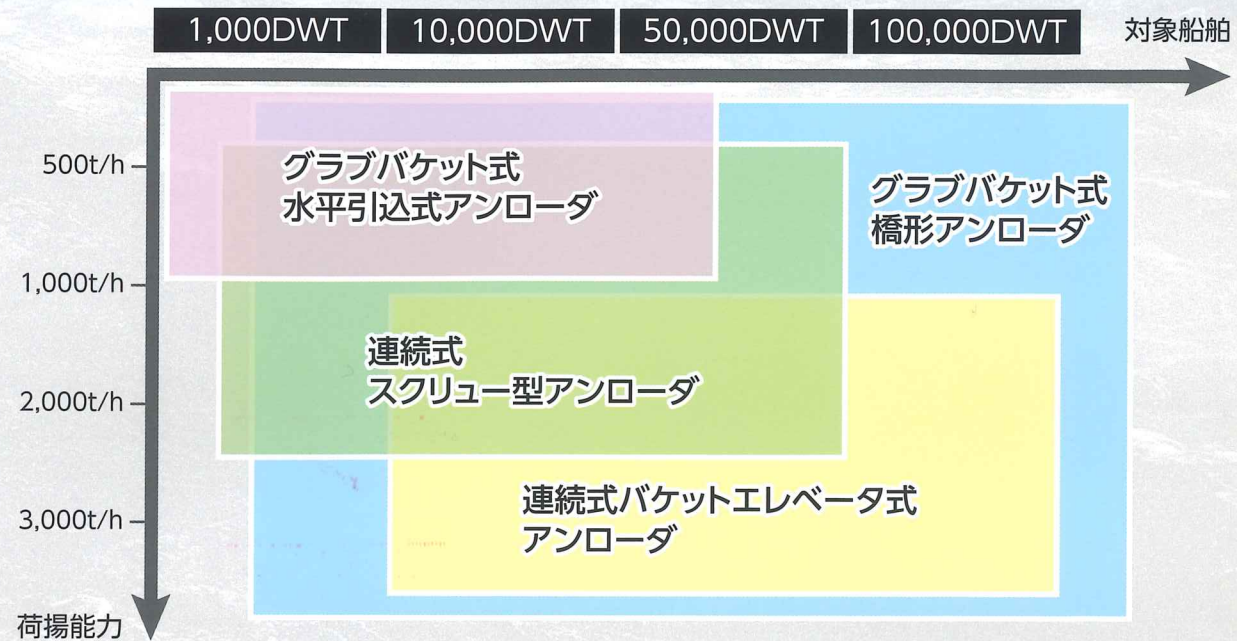 1,000DWT
10,000DWT
50,000DWT
100,000DWT
対象船舶
500t/h
1,000t/h
2,000t/h
3,000t/h
荷揚能力
グラブバケット式
水平引込式アンローダ
グラブバケット式
橋形アンローダ
連続式
スクリュー型アンローダ
連続式バケットエレベータ式
アンローダ